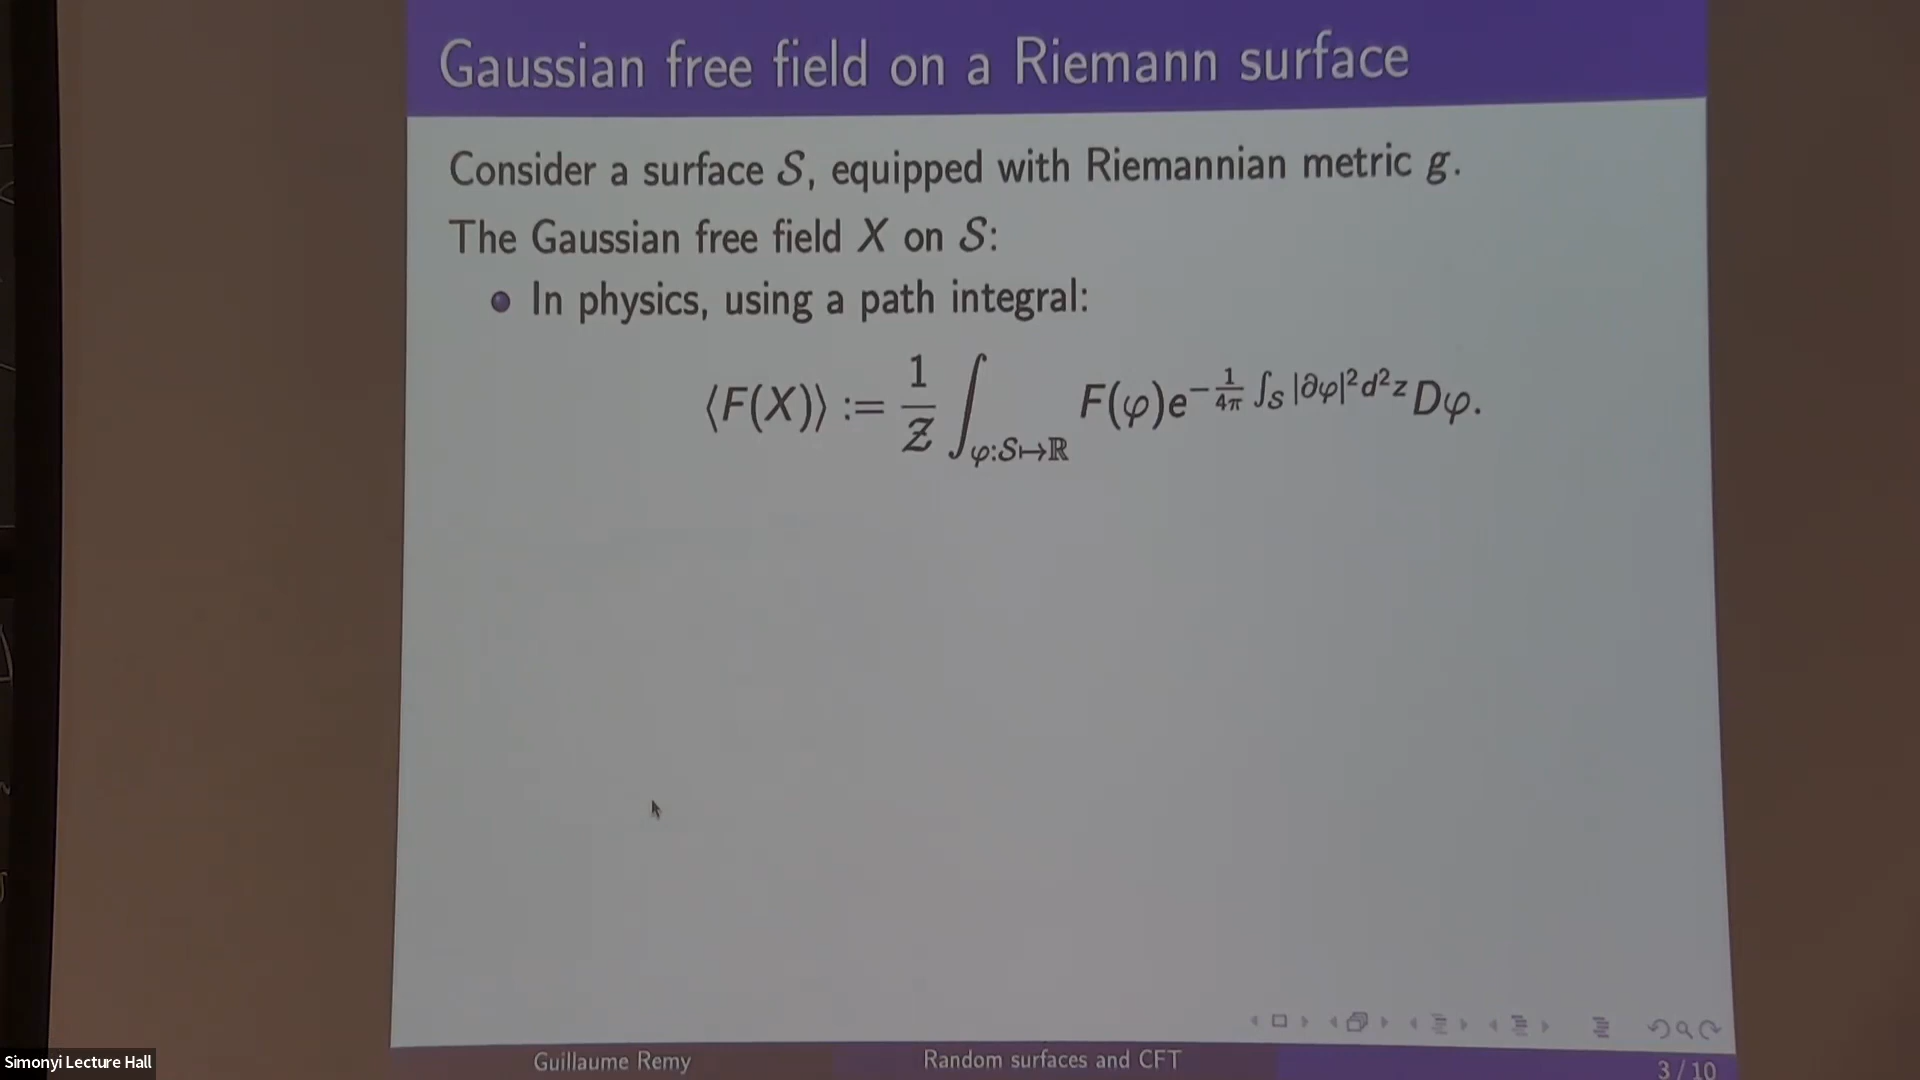 Gaussian free field on a Riemann surface
Consider a surface 𝒮, equipped with Riemannian metric g.
The Gaussian free field X on 𝒮:
In physics, using a path integral:
⟨F(X)⟩ := 1/𝒵 ∫_{φ:𝒮↦ℝ} F(φ)e^{−1/4π ∫_𝒮 |∂φ|²d²z} Dφ.
Guillaume Remy Random surfaces and CFT 3 / 10
Simonyi Lecture Hall